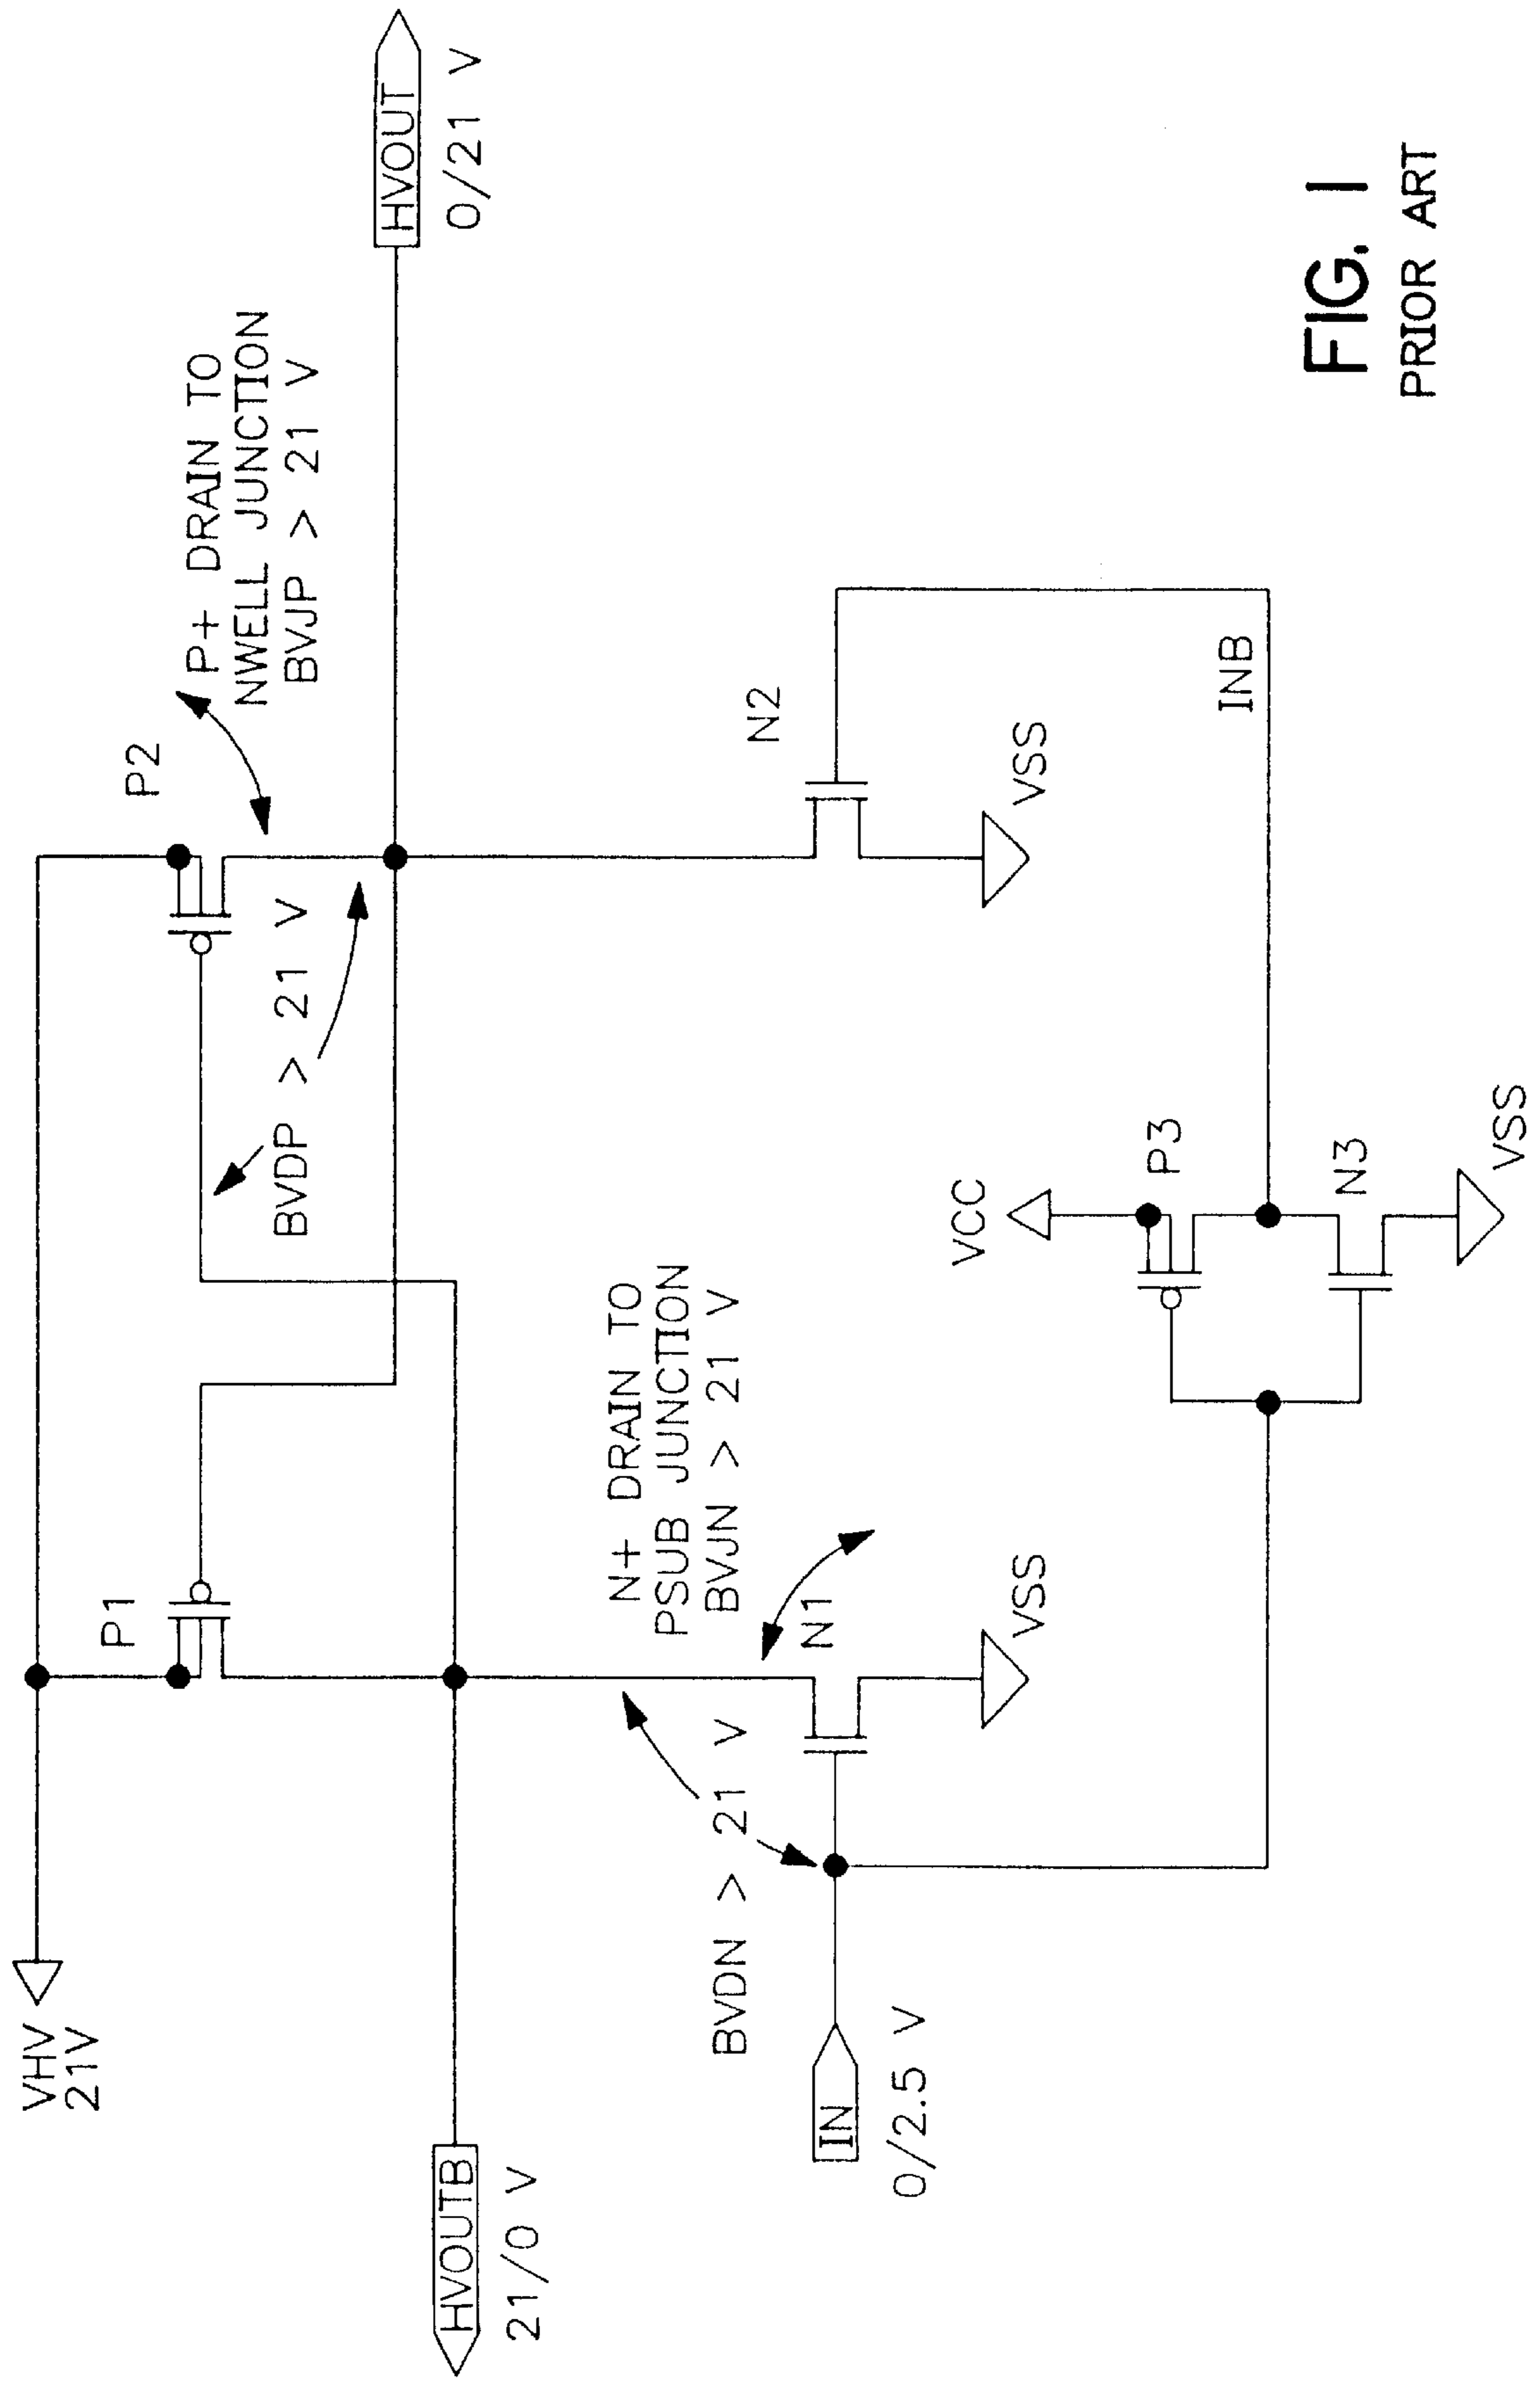 VHV
21V
P1
P2
P+ DRAIN TO
NWELL JUNCTION
BVJP > 21 V
BVDP > 21 V
HVOUTB
21/0 V
HVOUT
0/21 V
N+ DRAIN TO
PSUB JUNCTION
BVJN > 21 V
BVDN > 21 V
N1
N2
IN
0/2.5 V
VSS
VSS
VCC
P3
INB
N3
VSS
FIG. 1
PRIOR ART